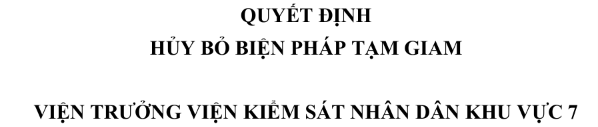 QUYẾT ĐỊNH
HỦY BỎ BIỆN PHÁP TẠM GIAM
VIỆN TRƯỞNG VIỆN KIỂM SÁT NHÂN DÂN KHU VỰC 7